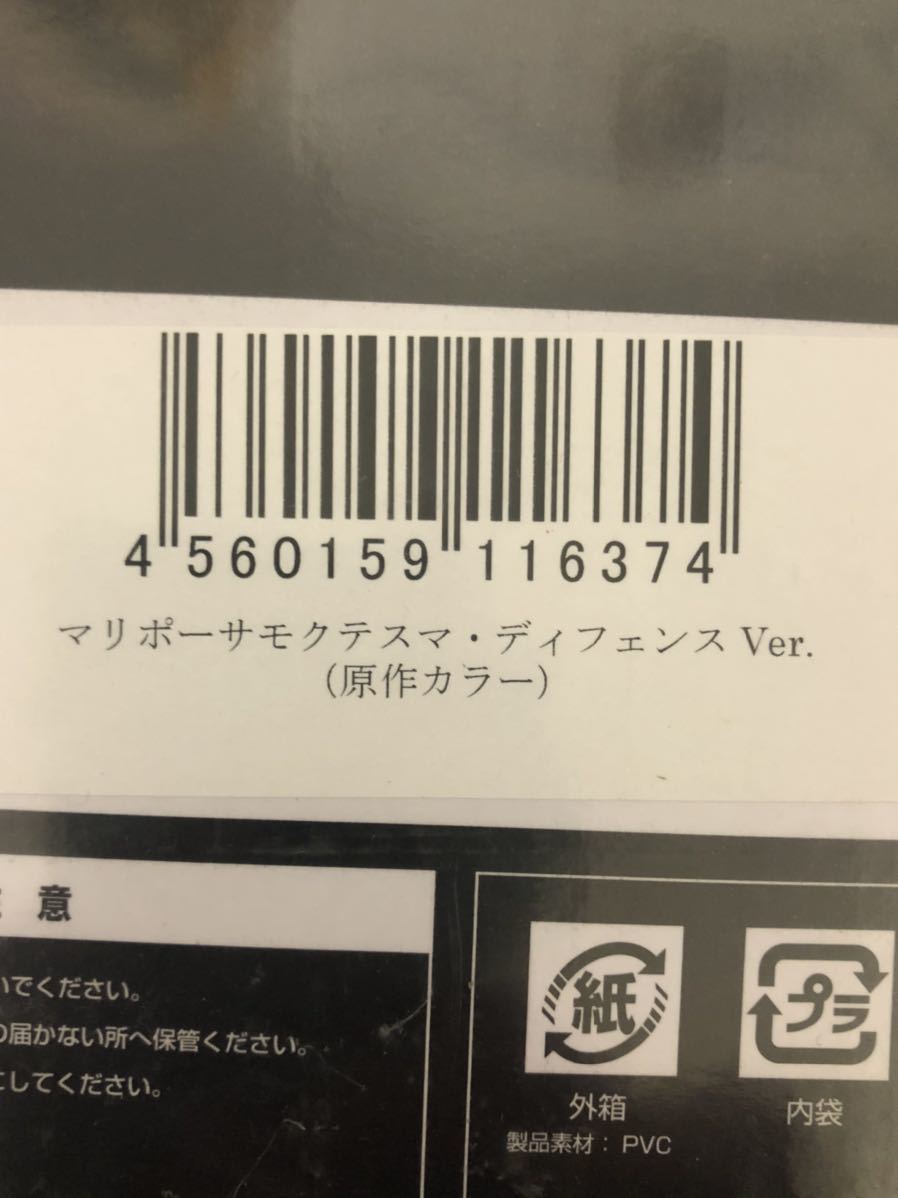 4 560159 116374
マリポーサモクテスマ・ディフェンス Ver.
(原作カラー)
意
いでください。
の届かない所へ保管ください。
にしてください。
紙
プラ
外箱
内袋
製品素材：PVC